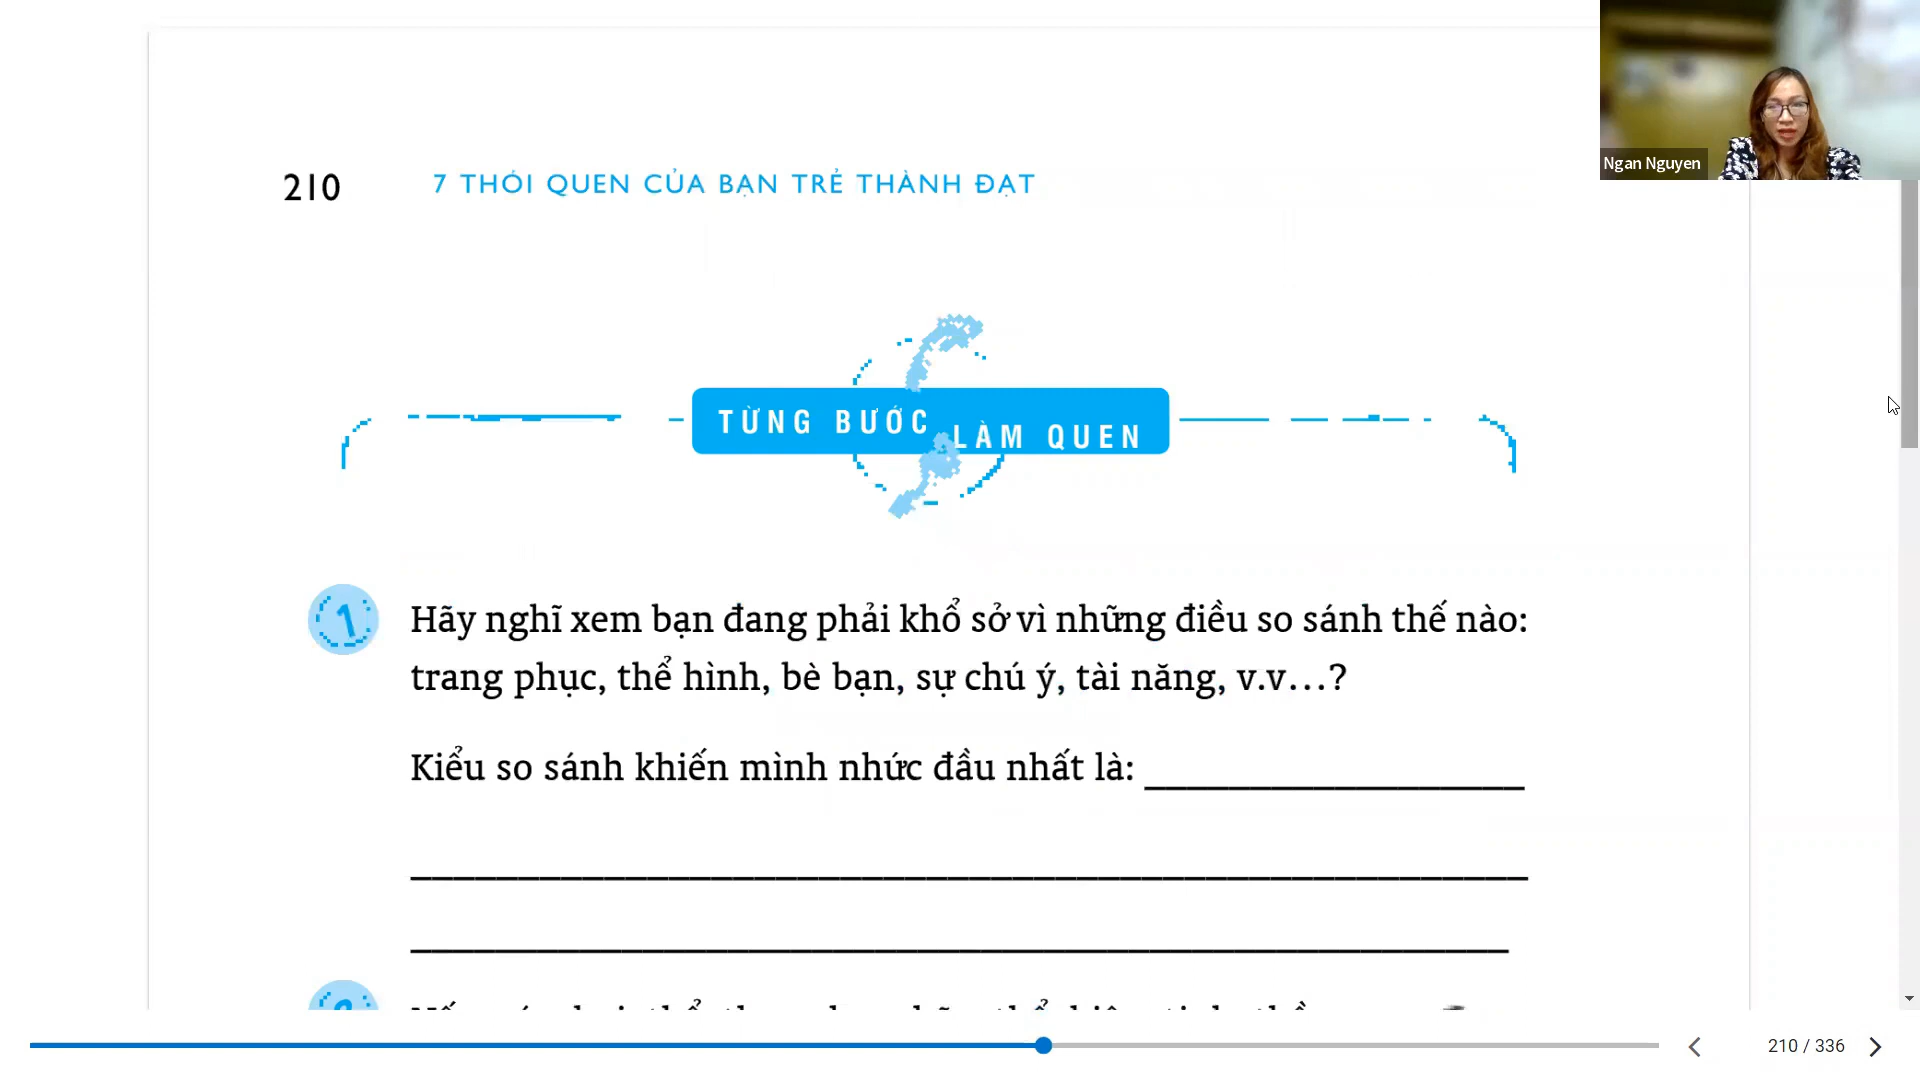 Ngan Nguyen
210 7 THÓI QUEN CỦA BẠN TRẺ THÀNH ĐẠT
TỪNG BƯỚC LÀM QUEN
1 Hãy nghĩ xem bạn đang phải khổ sở vì những điều so sánh thế nào:
trang phục, thể hình, bè bạn, sự chú ý, tài năng, v.v...?
Kiểu so sánh khiến mình nhức đầu nhất là:
210 / 336